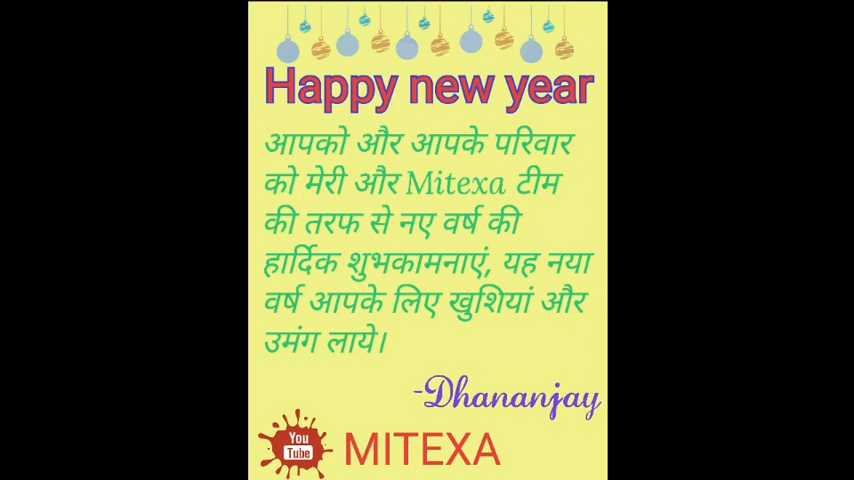 Happy new year
आपको और आपके परिवार
को मेरी और Mitexa टीम
की तरफ से नए वर्ष की
हार्दिक शुभकामनाएं, यह नया
वर्ष आपके लिए खुशियां और
उमंग लाये।
-Dhananjay
You
Tube
MITEXA